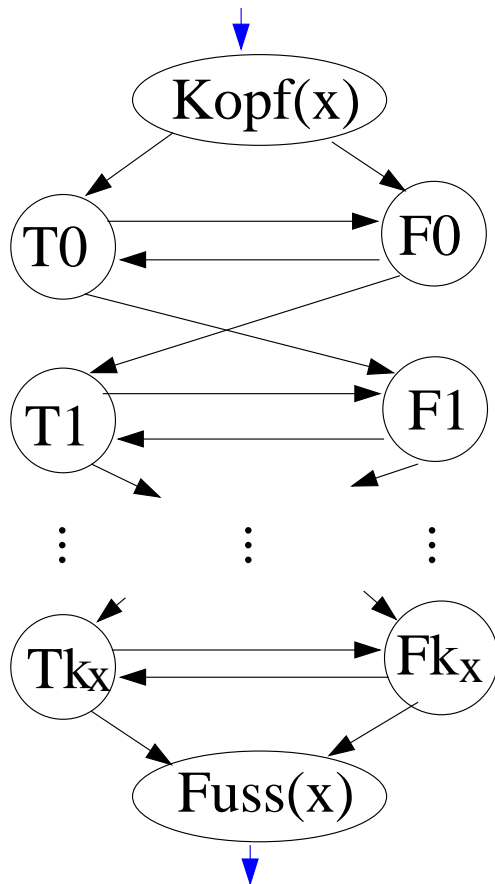 Kopf(x)
T0 F0
T1 F1
⋮ ⋮ ⋮
Tkₓ Fkₓ
Fuss(x)